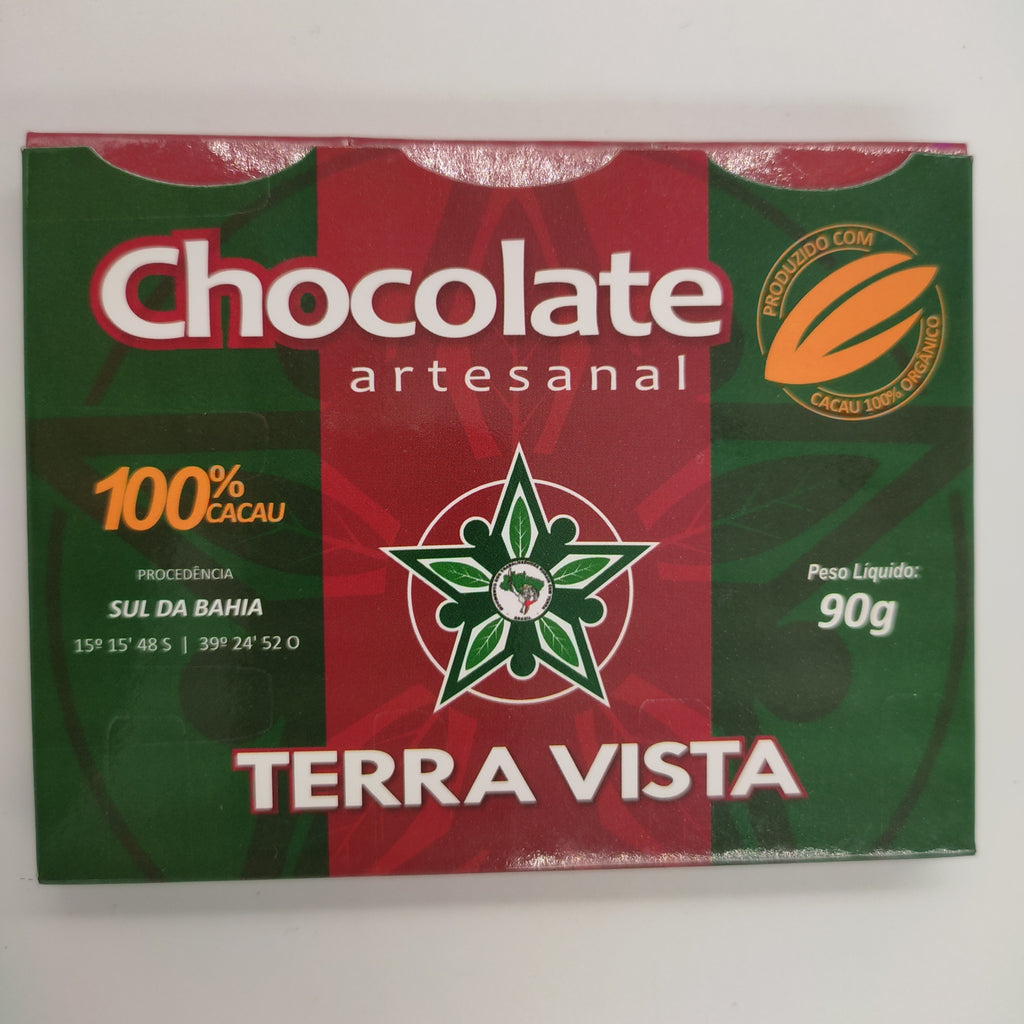 Chocolate
artesanal
PRODUZIDO COM
CACAU 100% ORGÂNICO
100%
CACAU
PROCEDÊNCIA
SUL DA BAHIA
15º 15' 48 S | 39º 24' 52 O
Peso Líquido:
90g
BRASIL
TERRA VISTA